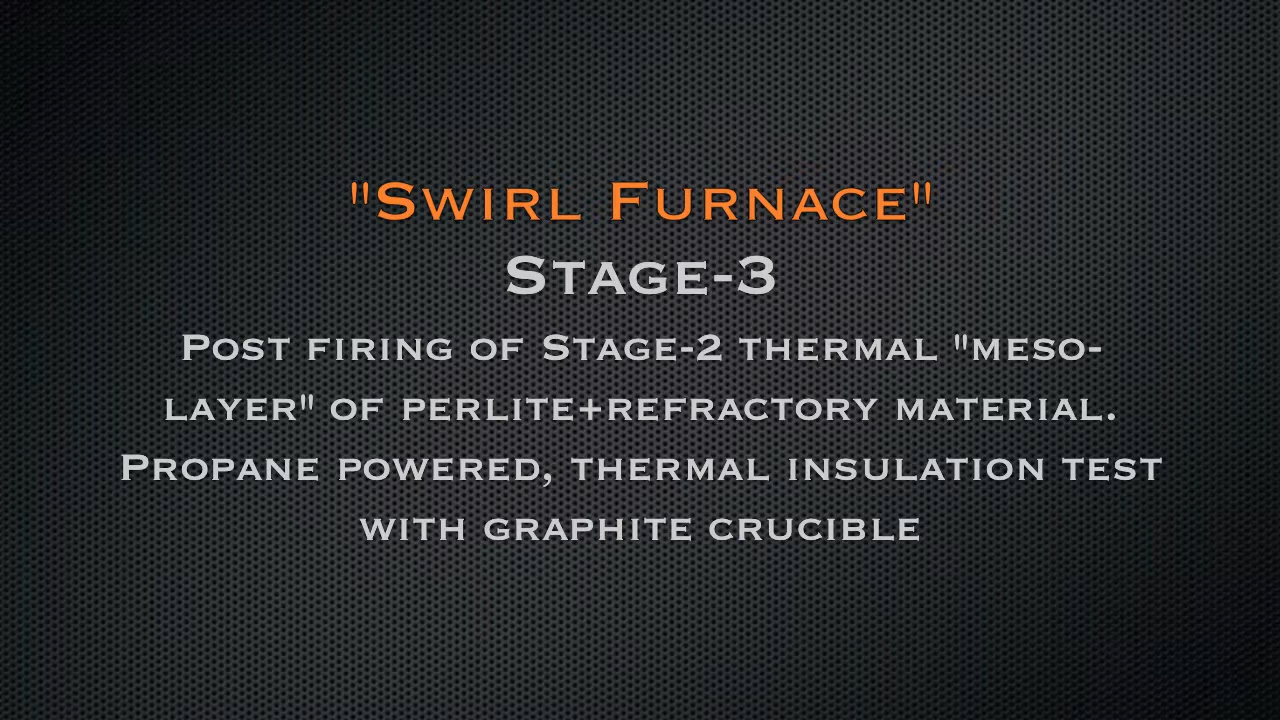 "Swirl Furnace"
Stage-3
Post firing of Stage-2 thermal "meso-
layer" of perlite+refractory material.
Propane powered, thermal insulation test
with graphite crucible